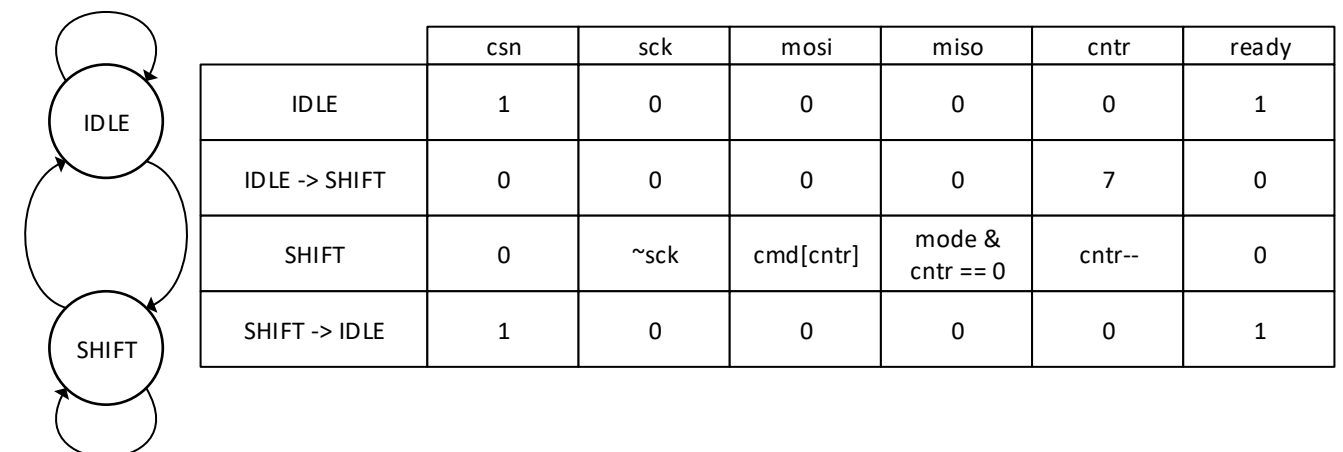 csn sck mosi miso cntr ready
IDLE
IDLE 1 0 0 0 0 1
IDLE -> SHIFT 0 0 0 0 7 0
SHIFT 0 ~sck cmd[cntr] mode &
cntr == 0 cntr-- 0
SHIFT
SHIFT -> IDLE 1 0 0 0 0 1